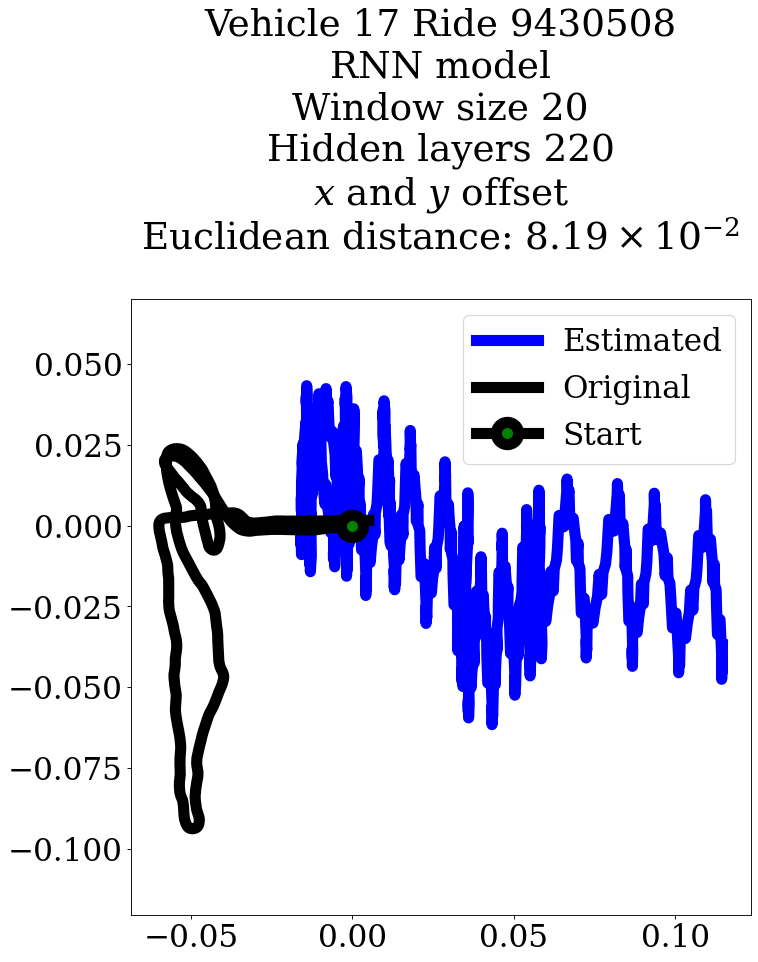 Vehicle 17 Ride 9430508
RNN model
Window size 20
Hidden layers 220
x and y offset
Euclidean distance: 8.19 × 10⁻²
Estimated
Original
Start
0.050
0.025
0.000
−0.025
−0.050
−0.075
−0.100
−0.05 0.00 0.05 0.10